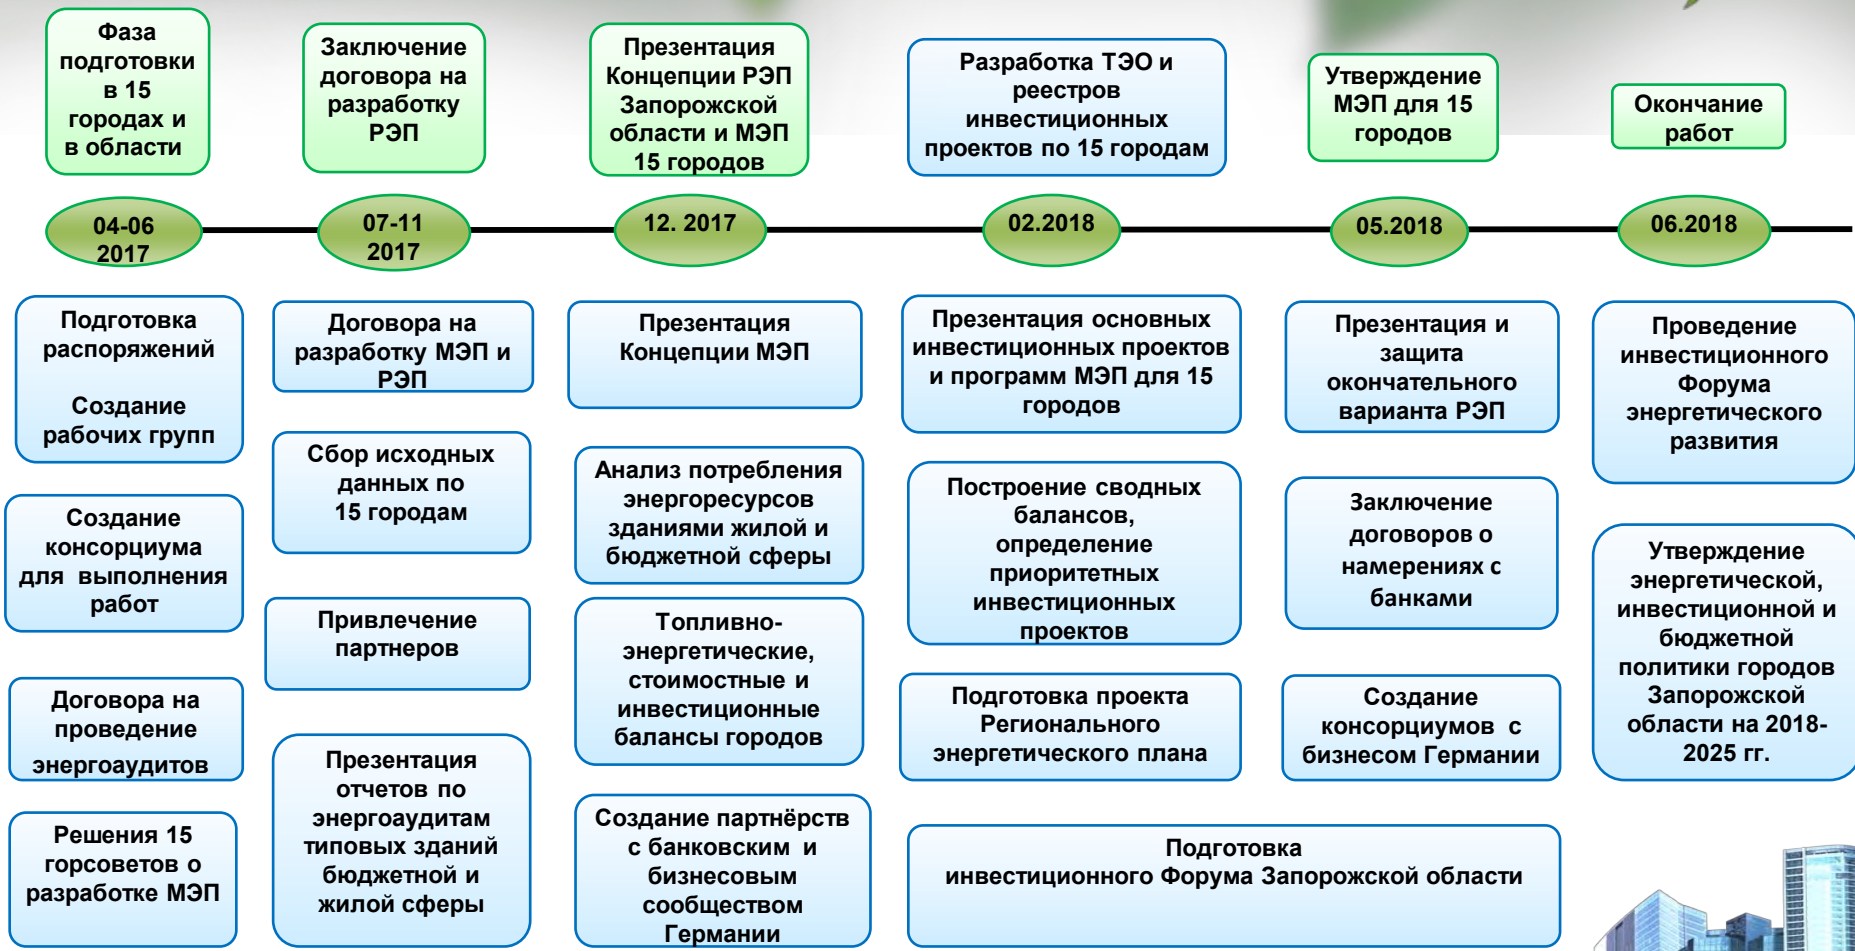 Фаза
подготовки
в 15
городах и
в области
Заключение
договора на
разработку
РЭП
Презентация
Концепции РЭП
Запорожской
области и МЭП
15 городов
Разработка ТЭО и
реестров
инвестиционных
проектов по 15 городам
Утверждение
МЭП для 15
городов
Окончание
работ
04-06
2017
07-11
2017
12. 2017
02.2018
05.2018
06.2018
Подготовка
распоряжений
Создание
рабочих групп
Создание
консорциума
для выполнения
работ
Договора на
проведение
энергоаудитов
Решения 15
горсоветов о
разработке МЭП
Договора на
разработку МЭП и
РЭП
Сбор исходных
данных по
15 городам
Привлечение
партнеров
Презентация
отчетов по
энергоаудитам
типовых зданий
бюджетной и
жилой сферы
Презентация
Концепции МЭП
Анализ потребления
энергоресурсов
зданиями жилой и
бюджетной сферы
Топливно-
энергетические,
стоимостные и
инвестиционные
балансы городов
Создание партнёрств
с банковским и
бизнесовым
сообществом
Германии
Презентация основных
инвестиционных проектов
и программ МЭП для 15
городов
Построение сводных
балансов,
определение
приоритетных
инвестиционных
проектов
Подготовка проекта
Регионального
энергетического плана
Презентация и
защита
окончательного
варианта РЭП
Заключение
договоров о
намерениях с
банками
Создание
консорциумов с
бизнесом Германии
Подготовка
инвестиционного Форума Запорожской области
Проведение
инвестиционного
Форума
энергетического
развития
Утверждение
энергетической,
инвестиционной и
бюджетной
политики городов
Запорожской
области на 2018-
2025 гг.